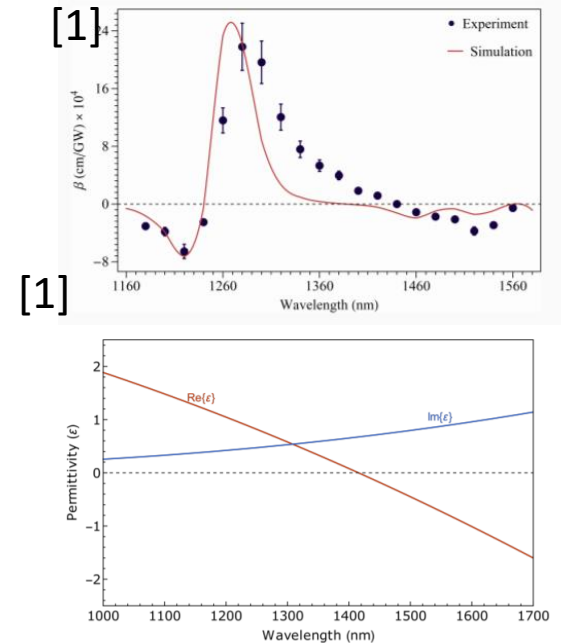 [1]
24
16
8
0
−8
β (cm/GW) × 10⁴
Experiment
Simulation
1160 1260 1360 1460 1560
Wavelength (nm)
[1]
2
1
0
−1
−2
Permittivity (ε)
Re{ε}
Im{ε}
1000 1100 1200 1300 1400 1500 1600 1700
Wavelength (nm)